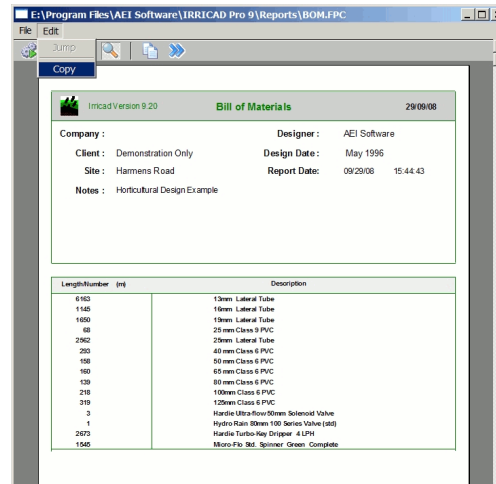 E:\Program Files\AEI Software\IRRICAD Pro 9\Reports\BOM.FPC
File Edit
Jump
Copy
Irricad Version 9.20 Bill of Materials 29/09/08
Company : Designer : AEI Software
Client : Demonstration Only Design Date : May 1996
Site : Harmens Road Report Date: 09/29/08 15:44:43
Notes : Horticultural Design Example
Length/Number (m) Description
6163 13mm Lateral Tube
1145 16mm Lateral Tube
1650 19mm Lateral Tube
68 25 mm Class 9 PVC
2562 25mm Lateral Tube
293 40 mm Class 6 PVC
158 50 mm Class 6 PVC
160 65 mm Class 6 PVC
139 80 mm Class 6 PVC
218 100mm Class 6 PVC
319 125mm Class 6 PVC
3 Hardie Ultra-flow 50mm Solenoid Valve
1 Hydro Rain 80mm 100 Series Valve (std)
2673 Hardie Turbo-Key Dripper 4 LPH
1545 Micro-Flo Std. Spinner Green Complete